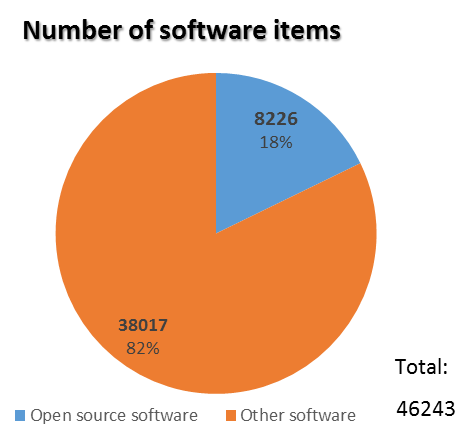 Number of software items
8226
18%
38017
82%
Total:
46243
Open source software
Other software